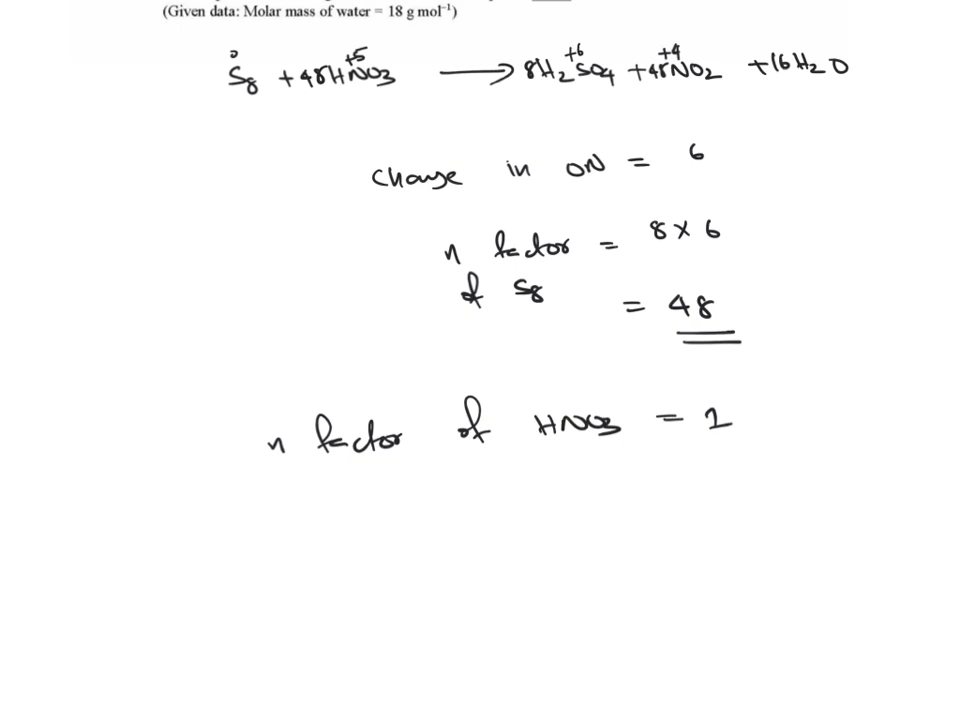 (Given data: Molar mass of water = 18 g mol⁻¹)
0 +5 +6 +4
S₈ + 48HNO₃ ⟶ 8H₂SO₄ + 48NO₂ + 16H₂O
Change in ON = 6
n factor = 8 × 6
of S₈
= 48
n factor of HNO₃ = 1